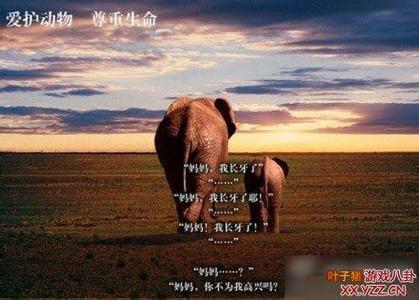 爱护动物 尊重生命
“妈妈，我长牙了”
“……”
“妈妈，我长牙了耶！”
“……”
“妈妈！我长牙了！”
“……”
“妈妈……？”
“妈妈，你不为我高兴吗？
叶子猪 游戏八卦
XX.YZZ.CN